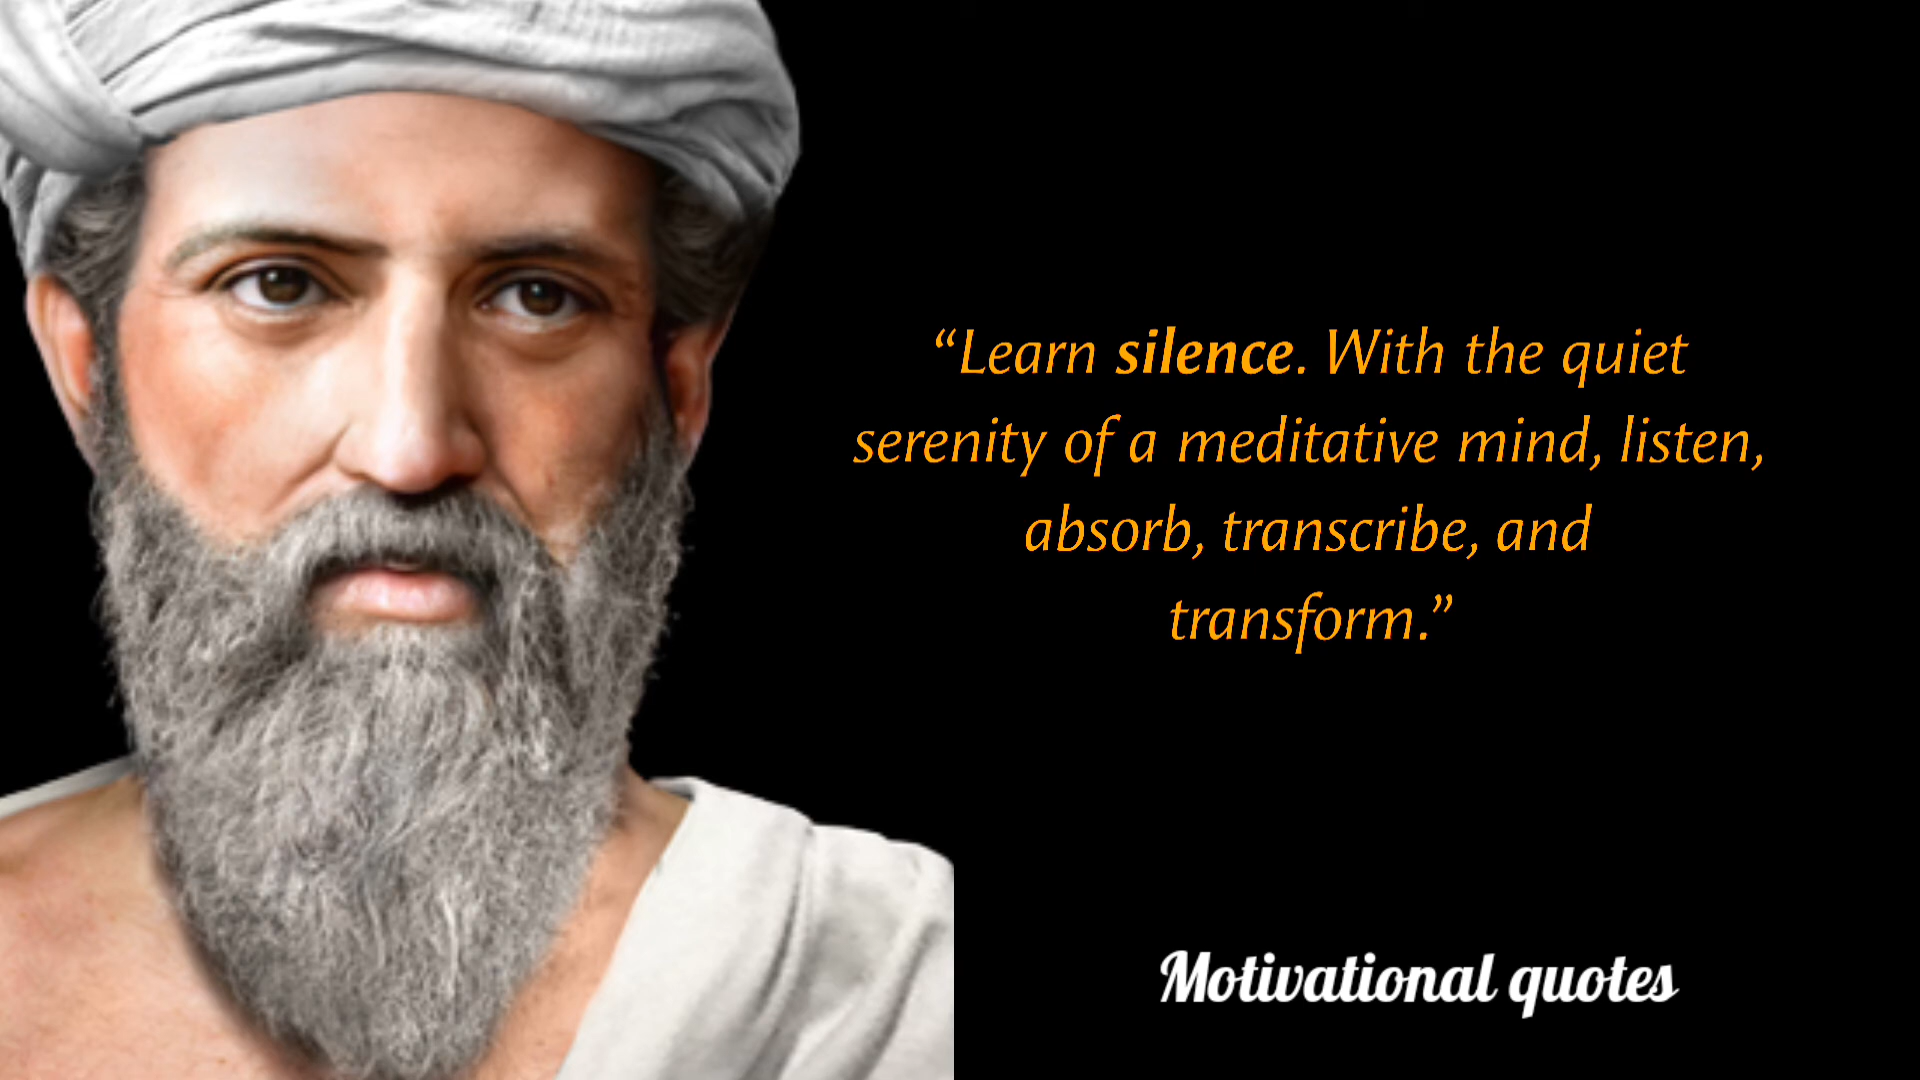 “Learn silence. With the quiet
serenity of a meditative mind, listen,
absorb, transcribe, and
transform.”
Motivational quotes